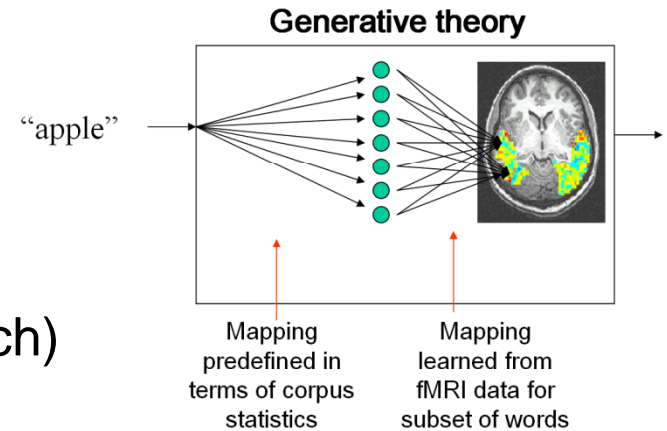 Generative theory
“apple”
ch)
Mapping
predefined in
terms of corpus
statistics
Mapping
learned from
fMRI data for
subset of words